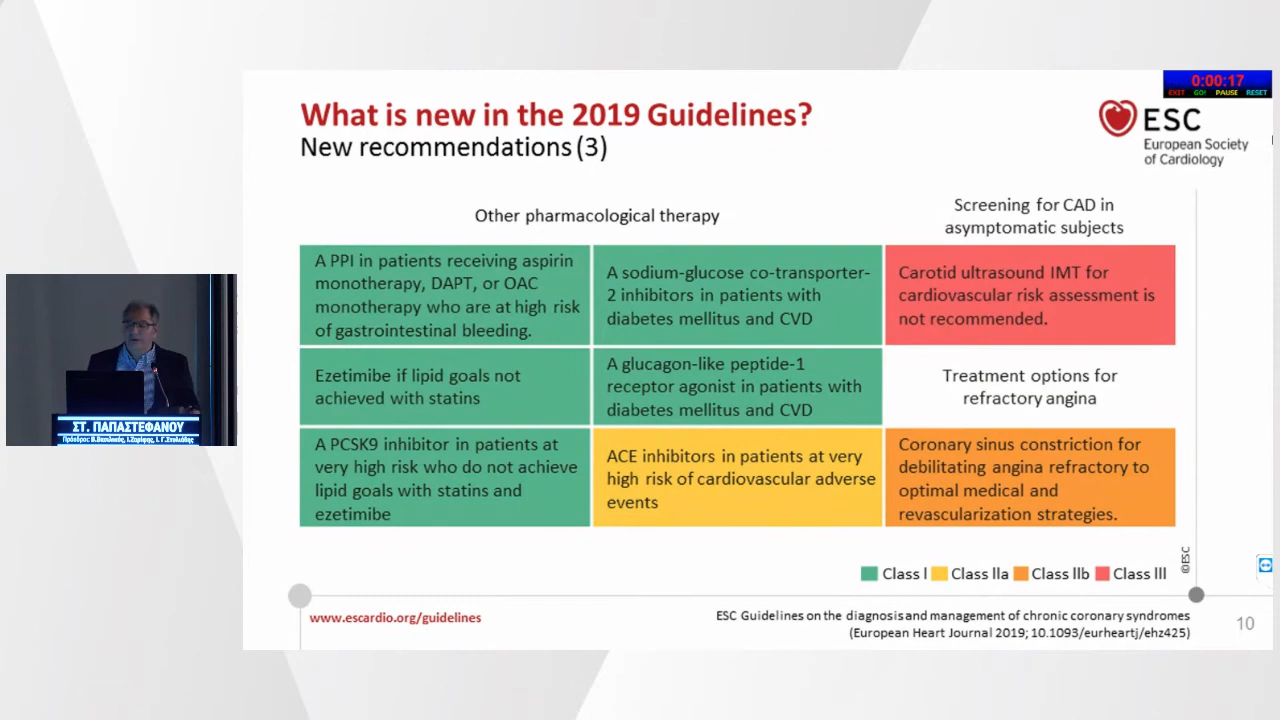 0:00:17
EXIT GO! PAUSE RESET
What is new in the 2019 Guidelines?
New recommendations (3)
ESC
European Society
of Cardiology
Other pharmacological therapy
Screening for CAD in
asymptomatic subjects
A PPI in patients receiving aspirin
monotherapy, DAPT, or OAC
monotherapy who are at high risk
of gastrointestinal bleeding.
A sodium-glucose co-transporter-
2 inhibitors in patients with
diabetes mellitus and CVD
Carotid ultrasound IMT for
cardiovascular risk assessment is
not recommended.
Ezetimibe if lipid goals not
achieved with statins
A glucagon-like peptide-1
receptor agonist in patients with
diabetes mellitus and CVD
Treatment options for
refractory angina
A PCSK9 inhibitor in patients at
very high risk who do not achieve
lipid goals with statins and
ezetimibe
ACE inhibitors in patients at very
high risk of cardiovascular adverse
events
Coronary sinus constriction for
debilitating angina refractory to
optimal medical and
revascularization strategies.
Class I Class IIa Class IIb Class III
©ESC
www.escardio.org/guidelines
ESC Guidelines on the diagnosis and management of chronic coronary syndromes
(European Heart Journal 2019; 10.1093/eurheartj/ehz425)
10
ΣΤ. ΠΑΠΑΣΤΕΦΑΝΟΥ
Πρόεδροι: Β.Βασιλικός, Ι.Ζαρίφης, Ι. Γ.Στυλιάδης